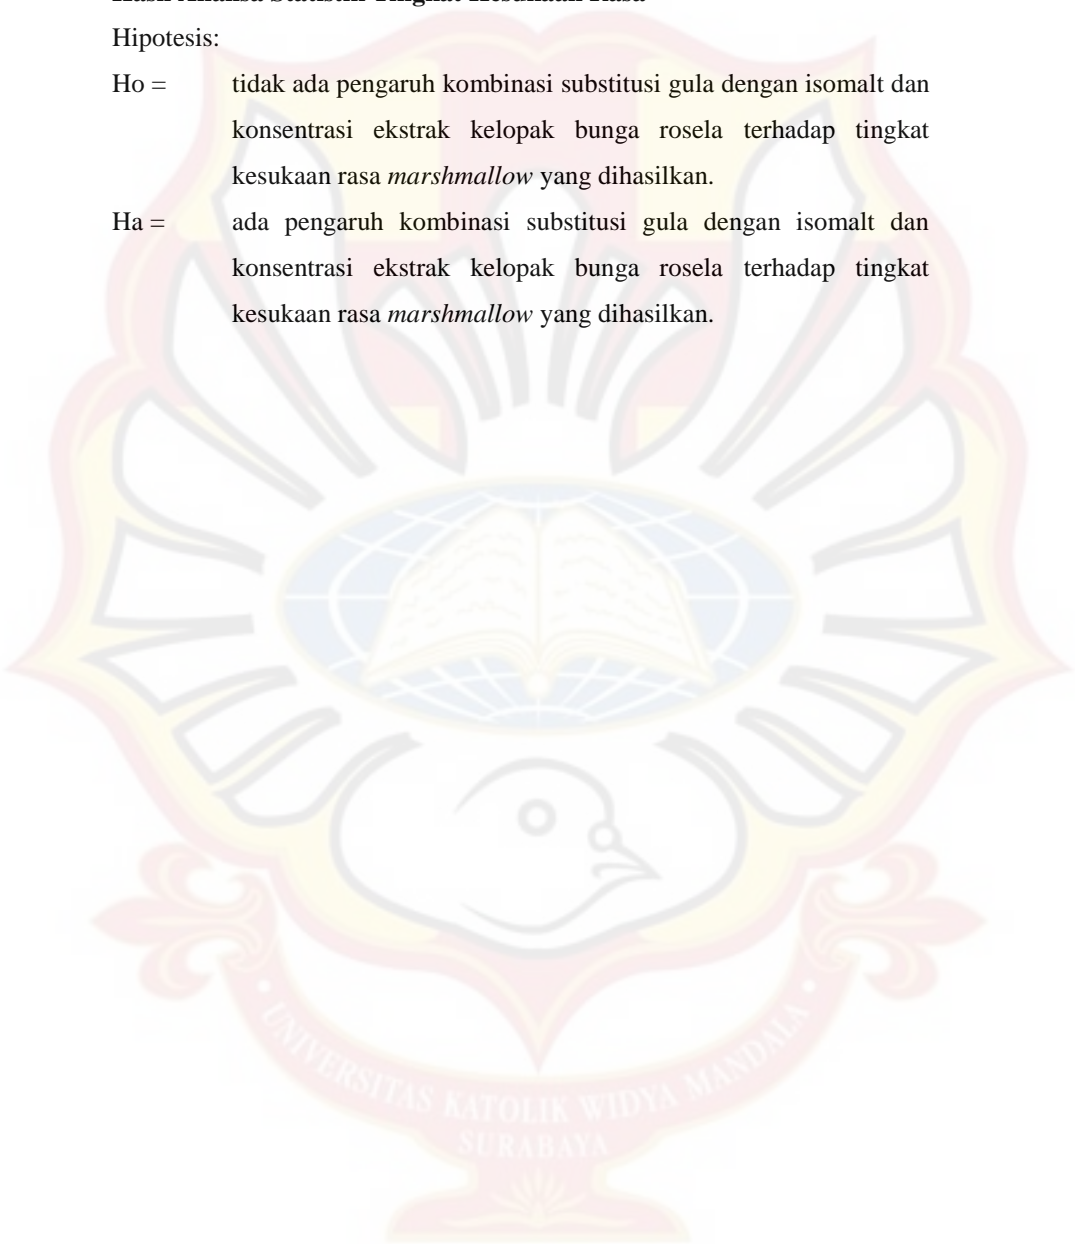 Hipotesis:
Ho = tidak ada pengaruh kombinasi substitusi gula dengan isomalt dan
konsentrasi ekstrak kelopak bunga rosela terhadap tingkat
kesukaan rasa marshmallow yang dihasilkan.
Ha = ada pengaruh kombinasi substitusi gula dengan isomalt dan
konsentrasi ekstrak kelopak bunga rosela terhadap tingkat
kesukaan rasa marshmallow yang dihasilkan.
UNIVERSITAS KATOLIK WIDYA MANDALA
SURABAYA